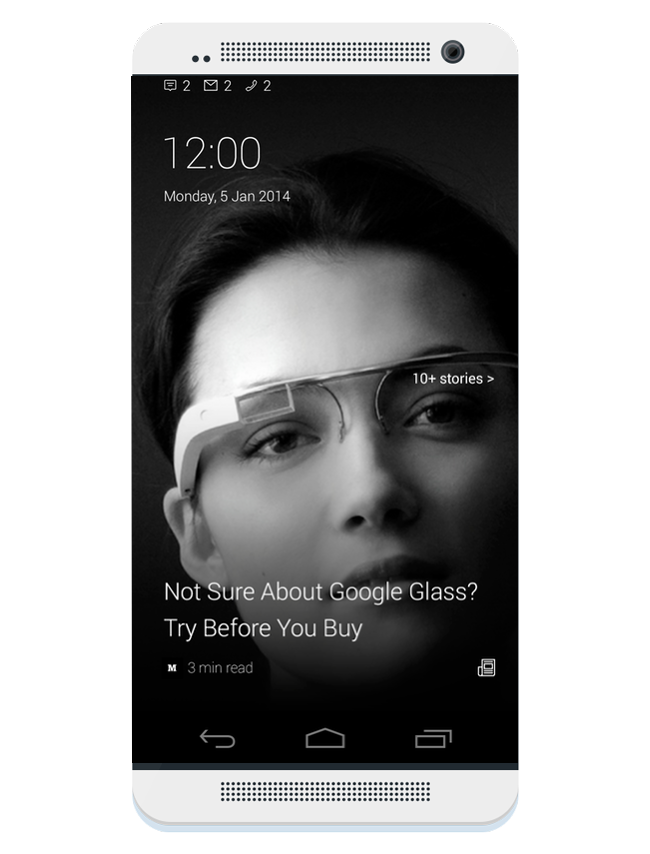 2 2 2
12:00
Monday, 5 Jan 2014
10+ stories >
Not Sure About Google Glass?
Try Before You Buy
M 3 min read